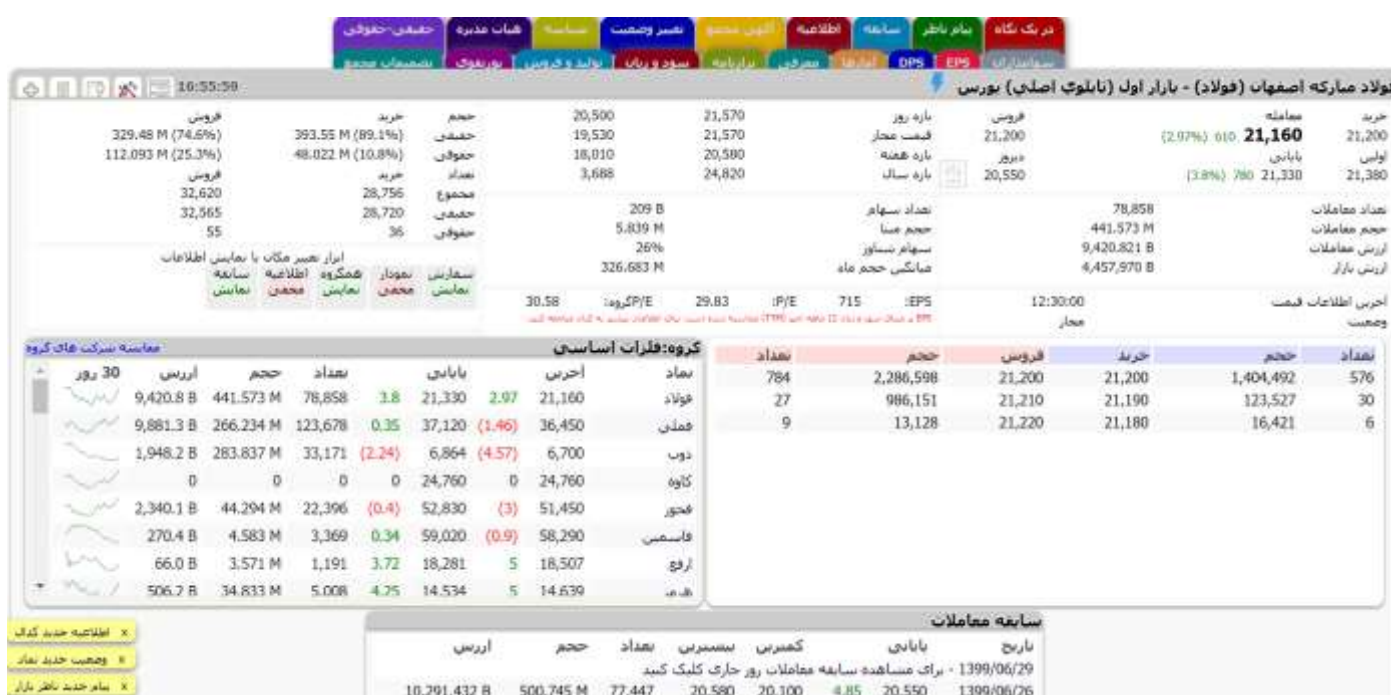 در یک نگاه پیام ناظر سابقه اطلاعیه آگهی مجمع تغییر وضعیت شناسه هیات مدیره حقیقی-حقوقی
سهامداران EPS DPS آمارها معرفی ترازنامه سود و زیان تولید و فروش پورتفوی تصمیمات مجمع
فولاد مبارکه اصفهان (فولاد) - بازار اول (تابلوی اصلی) بورس
16:55:59
خرید معامله فروش
21,200 21,160 610 (2.97%) 21,200
اولین پایانی دیروز
21,380 21,330 780 (3.8%) 20,550
تعداد معاملات 78,858
حجم معاملات 441.573 M
ارزش معاملات 9,420.821 B
ارزش بازار 4,457,970 B
آخرین اطلاعات قیمت 12:30:00
وضعیت مجاز
بازه روز 21,570 20,500
قیمت مجاز 21,570 19,530
بازه هفته 20,580 18,010
بازه سال 24,820 3,688
تعداد سهام 209 B
حجم مبنا 5.839 M
سهام شناور 26%
میانگین حجم ماه 326.683 M
EPS: 715 P/E: 29.83 P/E گروه: 30.58
حجم خرید فروش
حقیقی 393.55 M (89.1%) 329.48 M (74.6%)
حقوقی 48.022 M (10.8%) 112.093 M (25.3%)
تعداد خرید فروش
مجموع 28,756 32,620
حقیقی 28,720 32,565
حقوقی 36 55
ابزار تغییر مکان یا نمایش اطلاعات
سفارش نمودار همگروه اطلاعیه سابقه
نمایش مخفی نمایش مخفی نمایش
تعداد حجم خرید فروش حجم تعداد
576 1,404,492 21,200 21,200 2,286,598 784
30 123,527 21,190 21,210 986,151 27
6 16,421 21,180 21,220 13,128 9
گروه:فلزات اساسی
مقایسه شرکت های گروه
نماد آخرین پایانی تعداد حجم ارزش 30 روز
فولاد 21,160 2.97 21,330 3.8 78,858 441.573 M 9,420.8 B
فملی 36,450 (1.46) 37,120 0.35 123,678 266.234 M 9,881.3 B
ذوب 6,700 (4.57) 6,864 (2.24) 33,171 283.837 M 1,948.2 B
کاوه 24,760 0 24,760 0 0 0 0
فخوز 51,450 (3) 52,830 (0.4) 22,396 44.294 M 2,340.1 B
فاسمین 58,290 (0.9) 59,020 0.34 3,369 4.583 M 270.4 B
ارفع 18,507 5 18,281 3.72 1,191 3.571 M 66.0 B
هرمز 14,639 5 14,534 4.25 5,008 34.833 M 506.2 B
سابقه معاملات
تاریخ پایانی کمترین بیشترین تعداد حجم ارزش
1399/06/29 - برای مشاهده سابقه معاملات روز جاری کلیک کنید
1399/06/26 20,550 4.85 20,100 20,580 77,447 500.745 M 10,291.432 B
x اطلاعیه جدید کدال
x وضعیت جدید نماد
x پیام جدید ناظر بازار